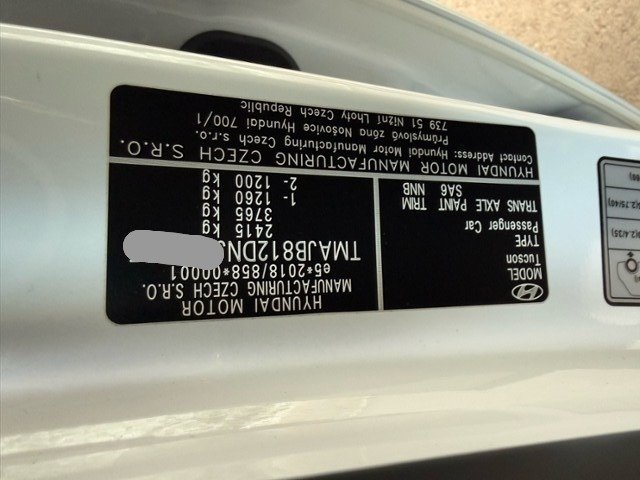 HYUNDAI MOTOR
MANUFACTURING CZECH S.R.O.
e5*2018/858*00001
TMAJB812DN
2415 kg
3765 kg
1- 1260 kg
2- 1200 kg
MODEL
Tucson
TYPE
Passenger Car
TRANS AXLE PAINT TRIM
SA6 NNB
HYUNDAI MOTOR MANUFACTURING CZECH S.R.O.
Contact Address: Hyundai Motor Manufacturing Czech s.r.o.
Průmyslová zóna Nošovice Hyundai 700/1
739 51 Nižní Lhoty Czech Republic